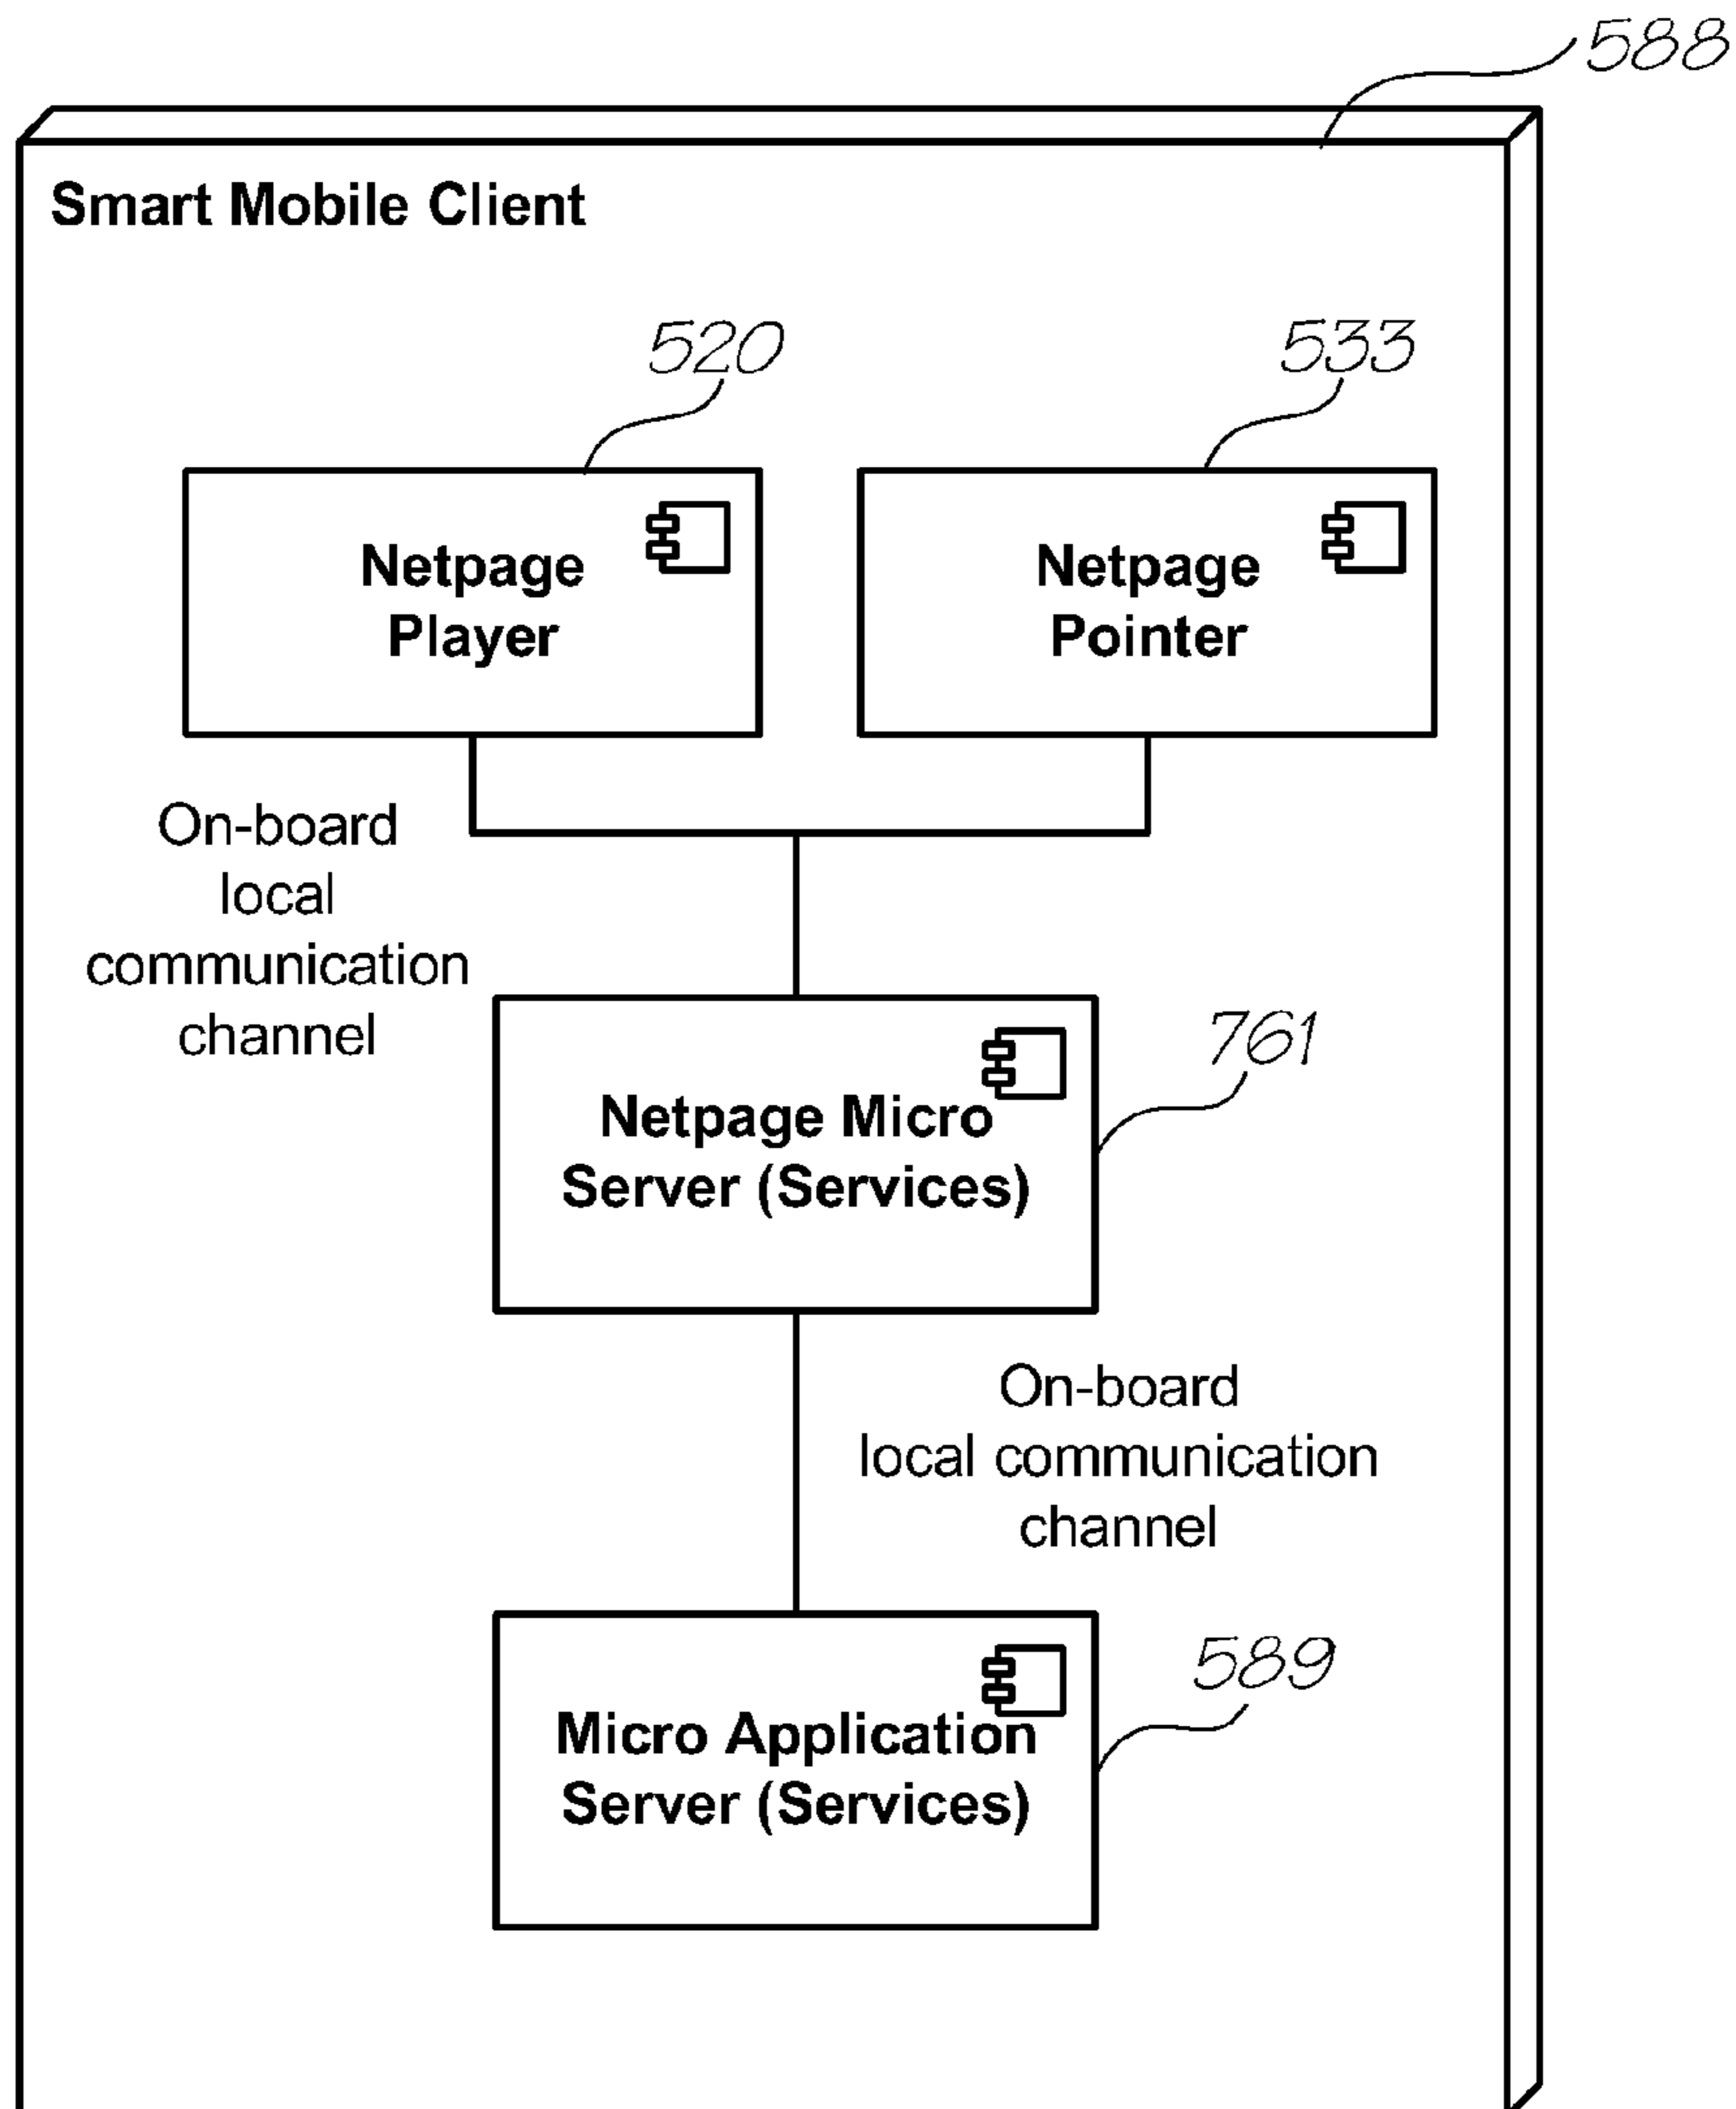 588
Smart Mobile Client
520
533
Netpage
Player
Netpage
Pointer
On-board
local
communication
channel
761
Netpage Micro
Server (Services)
On-board
local communication
channel
589
Micro Application
Server (Services)